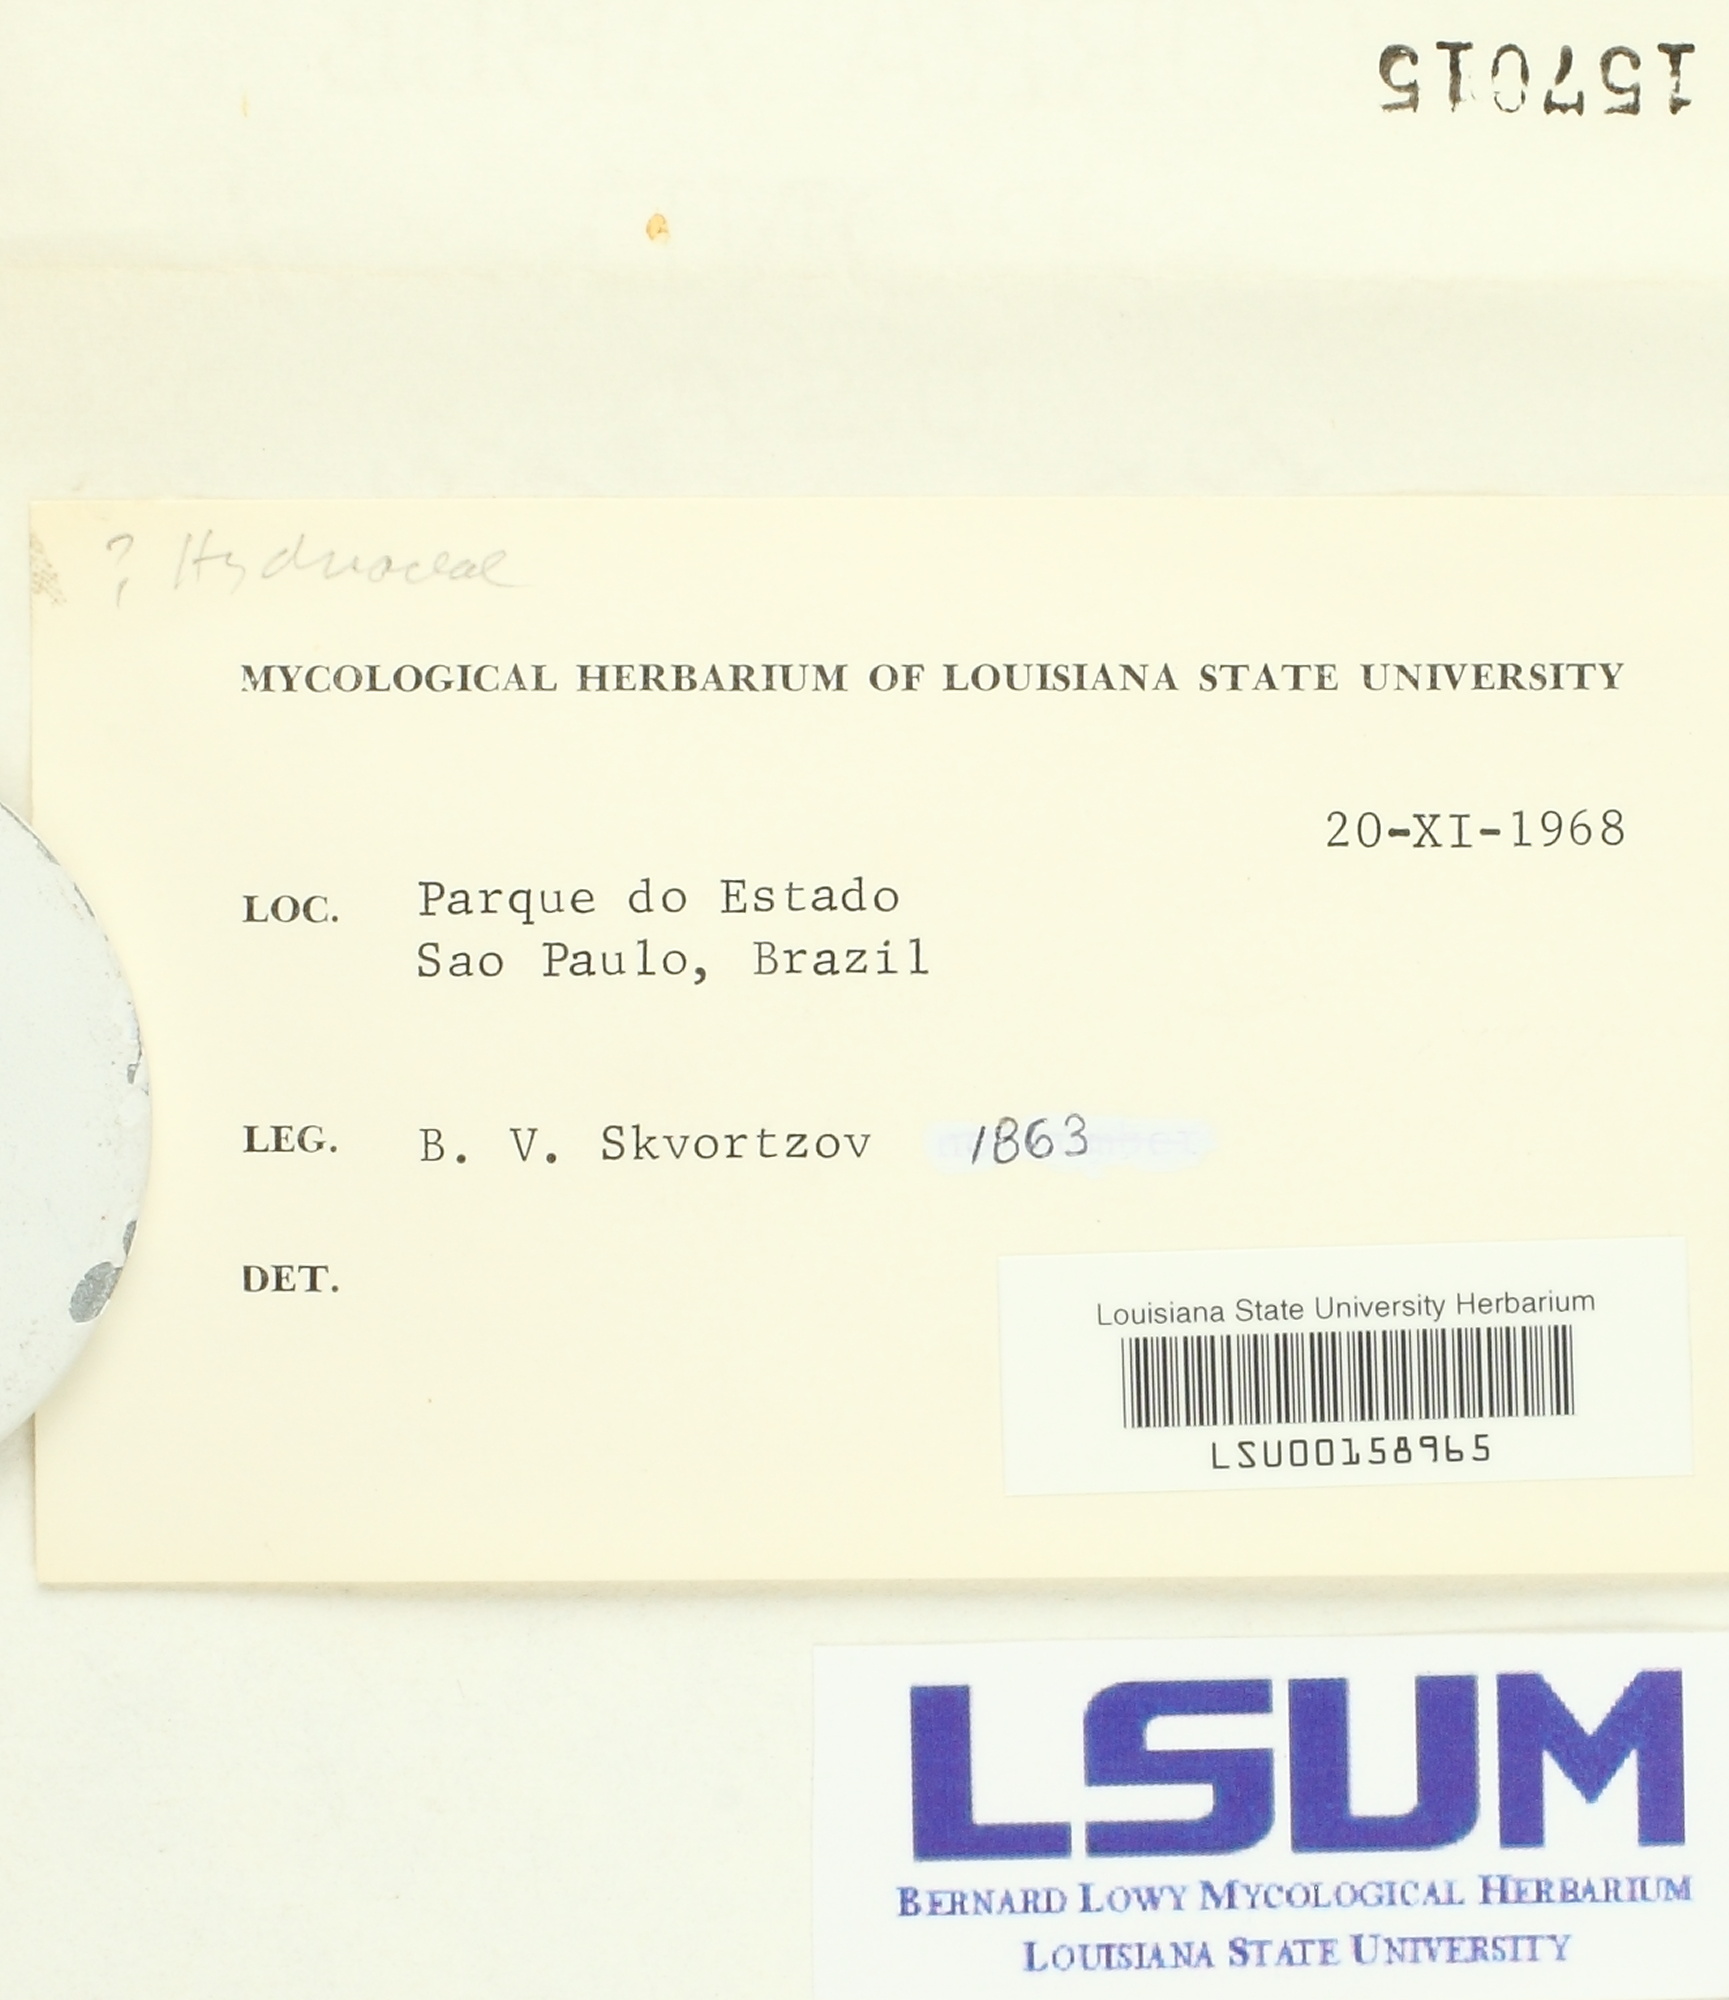 157015
? Hydnaceae
MYCOLOGICAL HERBARIUM OF LOUISIANA STATE UNIVERSITY
20-XI-1968
LOC. Parque do Estado
Sao Paulo, Brazil
LEG. B. V. Skvortzov 1863
DET.
Louisiana State University Herbarium
LSU00158965
LSUM
BERNARD LOWY MYCOLOGICAL HERBARIUM
LOUISIANA STATE UNIVERSITY